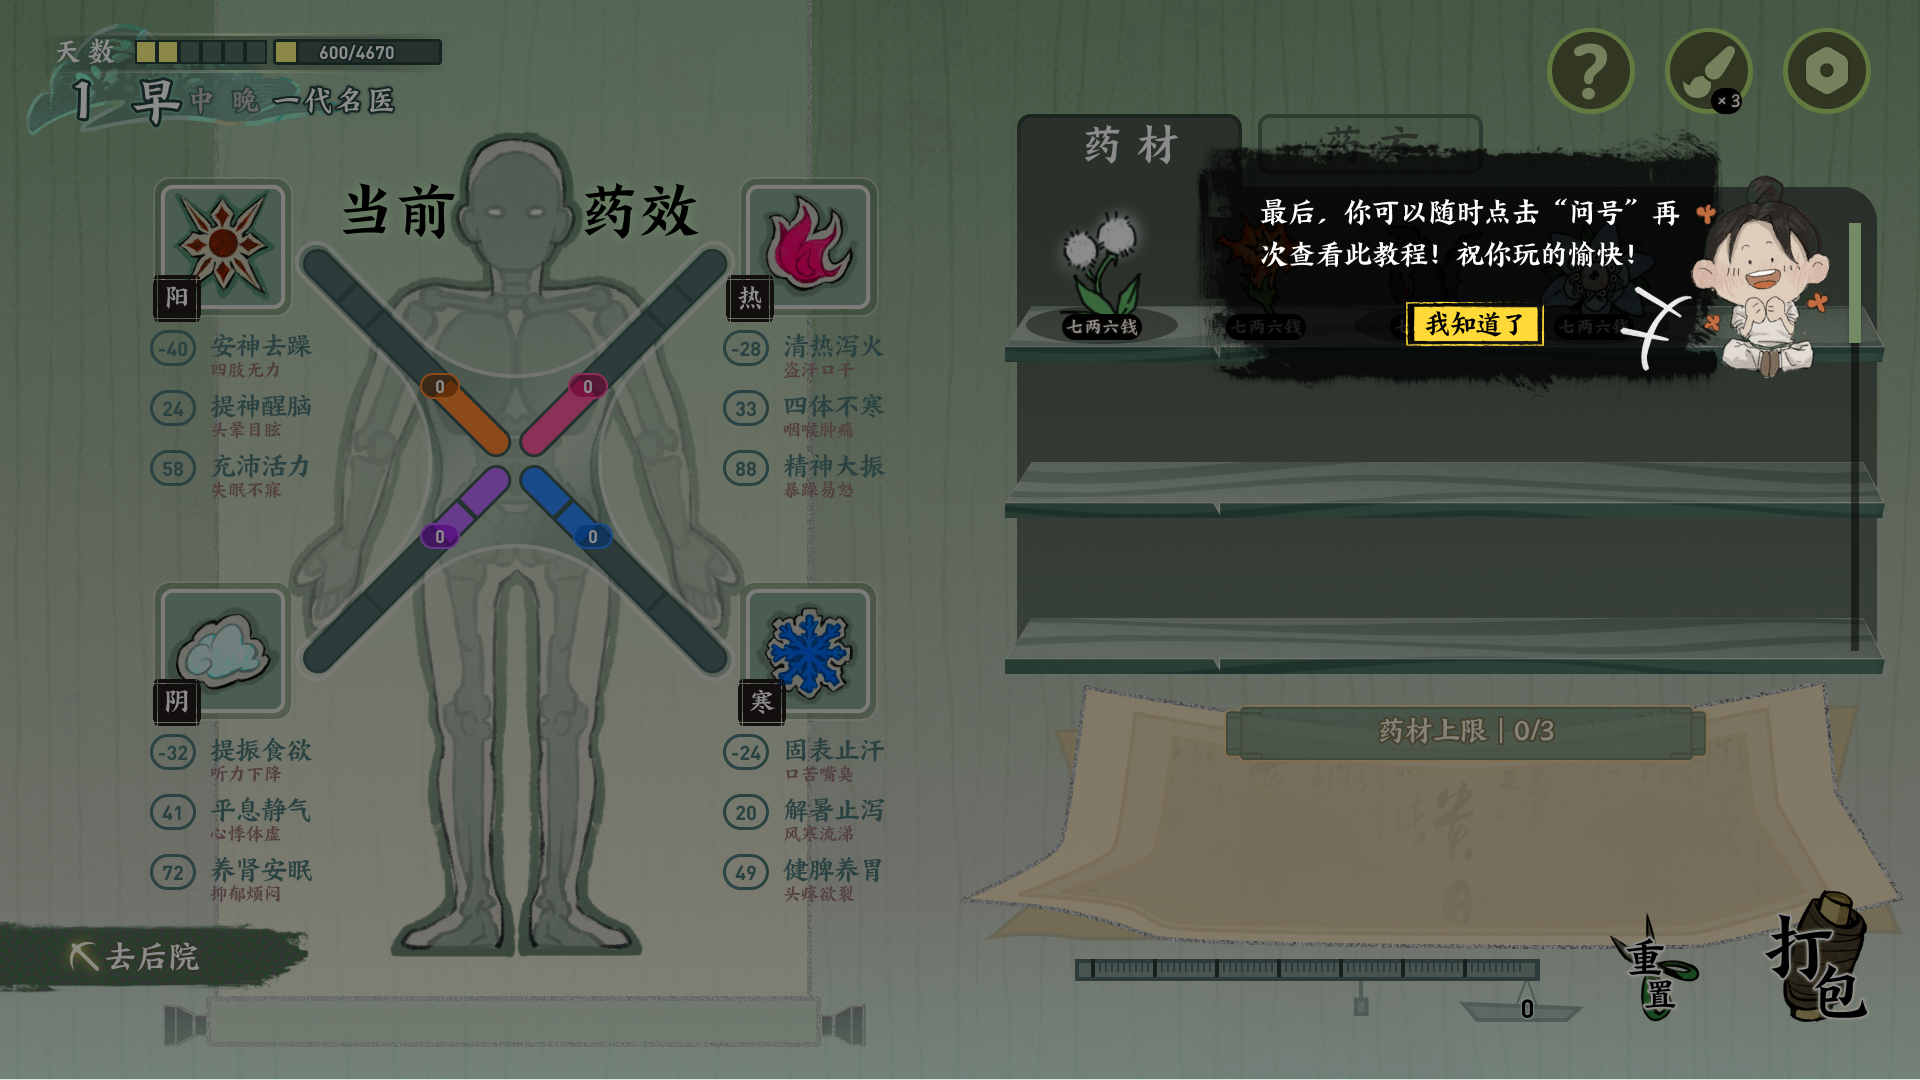 天数
600/4670
1 早 中 晚 一代名医
× 3
当前 药效
阳
-40 安神去躁
四肢无力
24 提神醒脑
头晕目眩
58 充沛活力
失眠不寐
热
-28 清热泻火
盗汗口干
33 四体不寒
咽喉肿痛
88 精神大振
暴躁易怒
0
0
0
0
阴
-32 提振食欲
听力下降
41 平息静气
心悸体虚
72 养肾安眠
抑郁烦闷
寒
-24 固表止汗
口苦嘴臭
20 解暑止泻
风寒流涕
49 健脾养胃
头疼欲裂
去后院
药材
药方
最后，你可以随时点击“问号”再
次查看此教程！祝你玩的愉快！
我知道了
七两六钱
七两六钱
七两六钱
药材上限 | 0/3
0
重置
打包